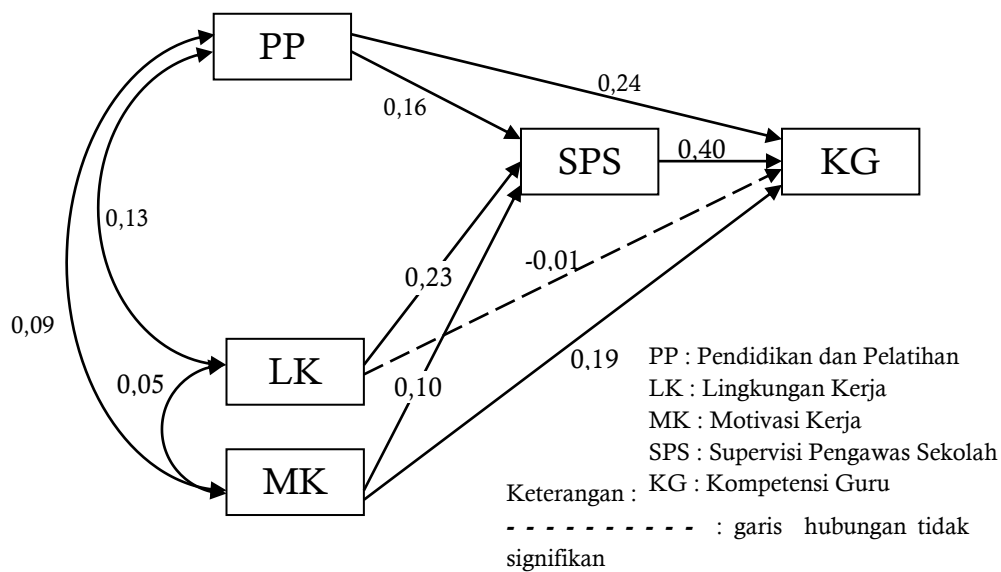 PP
0,24
0,16
SPS
0,40
KG
0,13
-0,01
0,23
0,09
LK
0,19
0,05
0,10
MK
PP : Pendidikan dan Pelatihan
LK : Lingkungan Kerja
MK : Motivasi Kerja
SPS : Supervisi Pengawas Sekolah
KG : Kompetensi Guru
Keterangan :
- - - - - - - - - - : garis hubungan tidak
signifikan